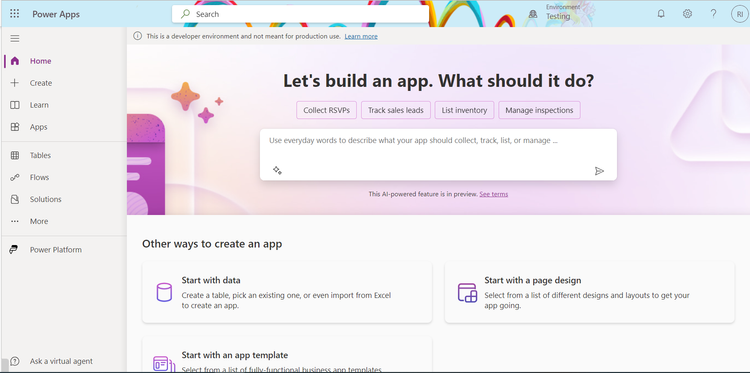 Power Apps
Search
Environment
Testing
RI
This is a developer environment and not meant for production use. Learn more
Home
Create
Learn
Apps
Tables
Flows
Solutions
More
Power Platform
Ask a virtual agent
Let's build an app. What should it do?
Collect RSVPs
Track sales leads
List inventory
Manage inspections
Use everyday words to describe what your app should collect, track, list, or manage ...
This AI-powered feature is in preview. See terms
Other ways to create an app
Start with data
Create a table, pick an existing one, or even import from Excel
to create an app.
Start with a page design
Select from a list of different designs and layouts to get your
app going.
Start with an app template
Select from a list of fully-functional business app templates.